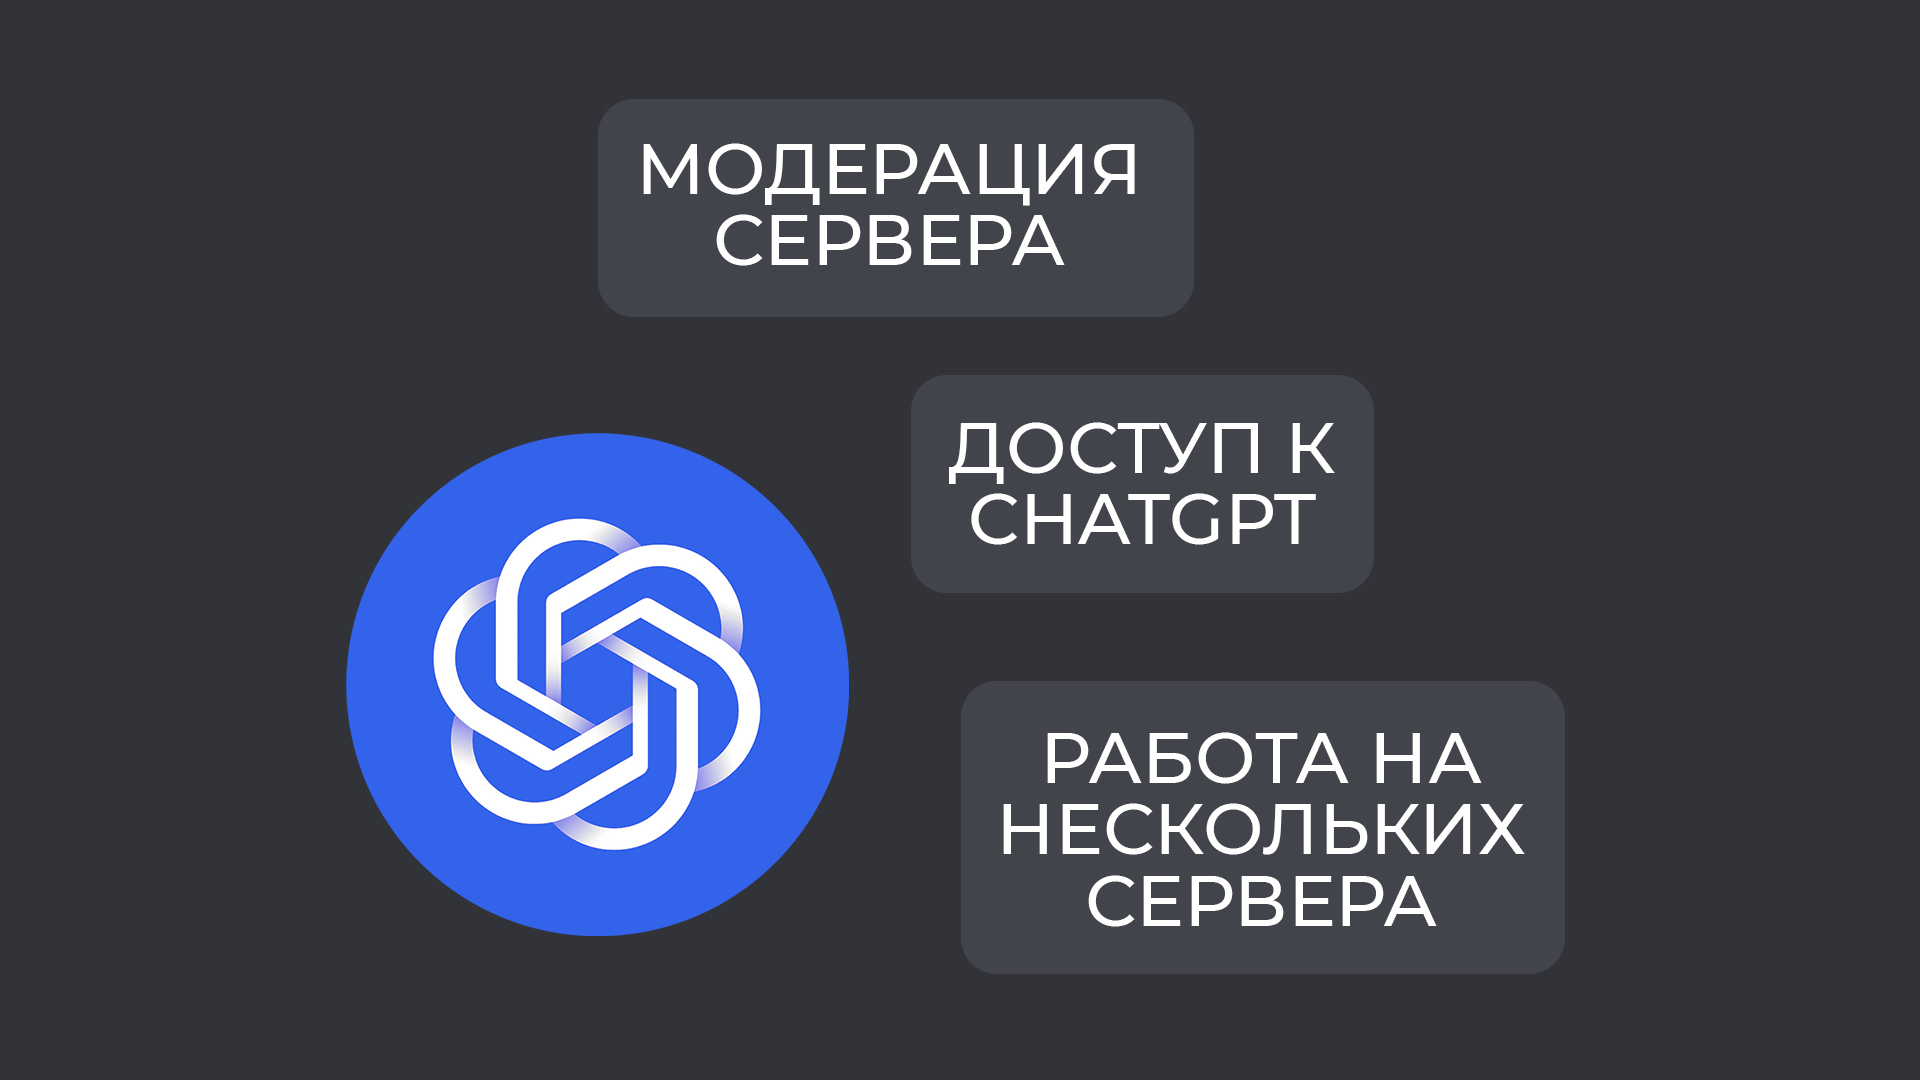 МОДЕРАЦИЯ
СЕРВЕРА
ДОСТУП К
CHATGPT
РАБОТА НА
НЕСКОЛЬКИХ
СЕРВЕРА